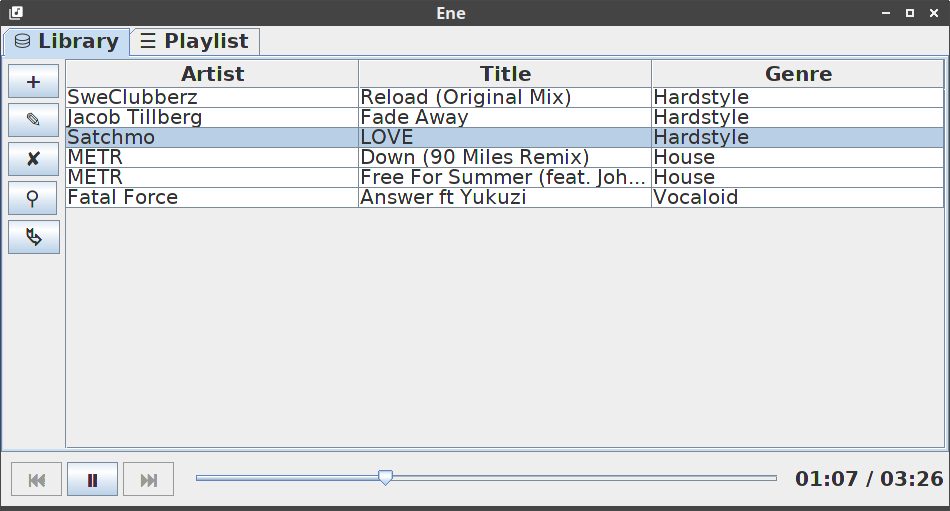 Ene
Library Playlist
Artist Title Genre
SweClubberz Reload (Original Mix) Hardstyle
Jacob Tillberg Fade Away Hardstyle
Satchmo LOVE Hardstyle
METR Down (90 Miles Remix) House
METR Free For Summer (feat. Joh... House
Fatal Force Answer ft Yukuzi Vocaloid
01:07 / 03:26